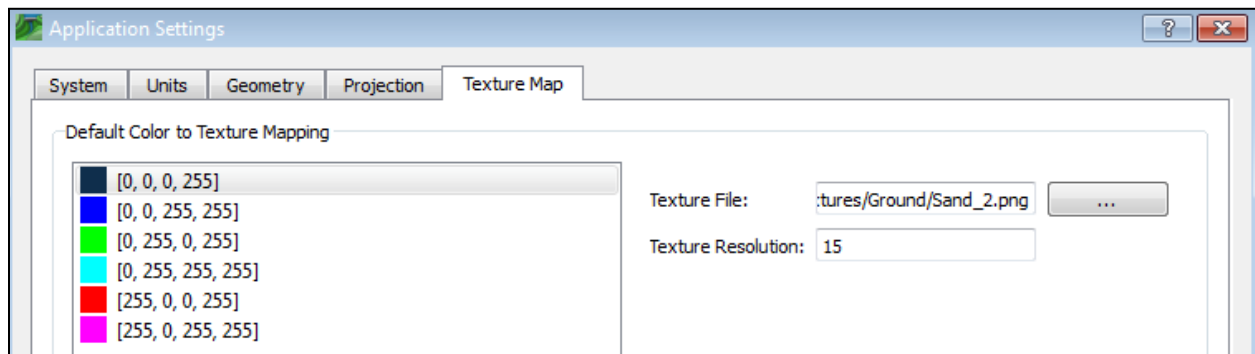 Application Settings
System Units Geometry Projection Texture Map
Default Color to Texture Mapping
[0, 0, 0, 255]
[0, 0, 255, 255]
[0, 255, 0, 255]
[0, 255, 255, 255]
[255, 0, 0, 255]
[255, 0, 255, 255]
Texture File: :tures/Ground/Sand_2.png ...
Texture Resolution: 15